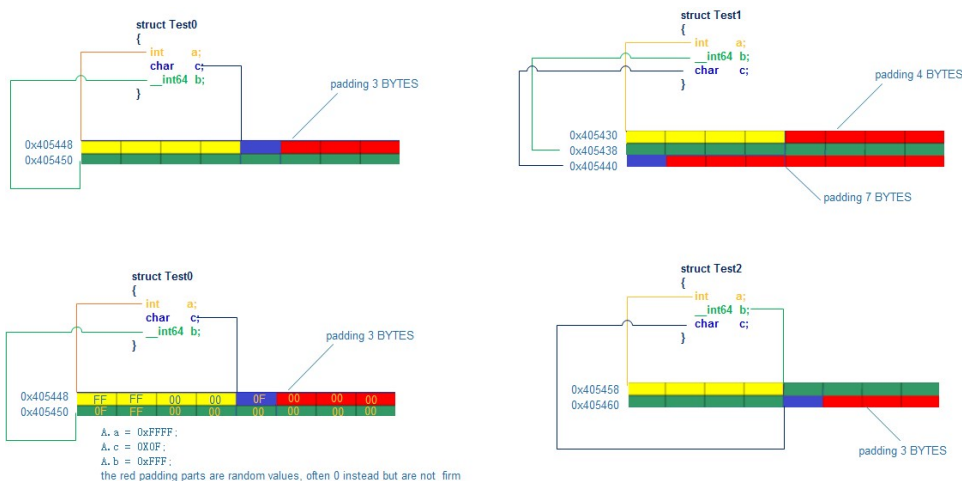 struct Test0
{
int a;
char c;
__int64 b;
}
padding 3 BYTES
0x405448
0x405450
struct Test1
{
int a;
__int64 b;
char c;
}
padding 4 BYTES
0x405430
0x405438
0x405440
padding 7 BYTES
struct Test0
{
int a;
char c;
__int64 b;
}
padding 3 BYTES
0x405448 FF FF 00 00 0F 00 00 00
0x405450 0F FF 00 00 00 00 00 00
A.a = 0xFFFF;
A.c = 0X0F;
A.b = 0xFFF;
the red padding parts are random values, often 0 instead but are not firm
struct Test2
{
int a;
__int64 b;
char c;
}
0x405458
0x405460
padding 3 BYTES